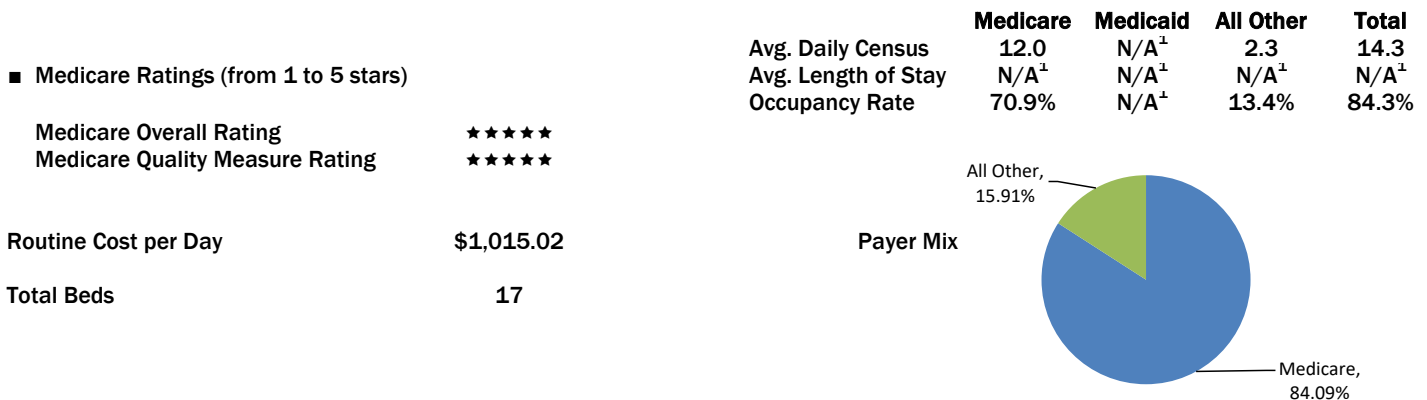 Medicare Medicaid All Other Total
Avg. Daily Census 12.0 N/A¹ 2.3 14.3
■ Medicare Ratings (from 1 to 5 stars)
Avg. Length of Stay N/A¹ N/A¹ N/A¹ N/A¹
Occupancy Rate 70.9% N/A¹ 13.4% 84.3%
Medicare Overall Rating ★★★★★
Medicare Quality Measure Rating ★★★★★
All Other,
15.91%
Routine Cost per Day $1,015.02
Payer Mix
Total Beds 17
Medicare,
84.09%